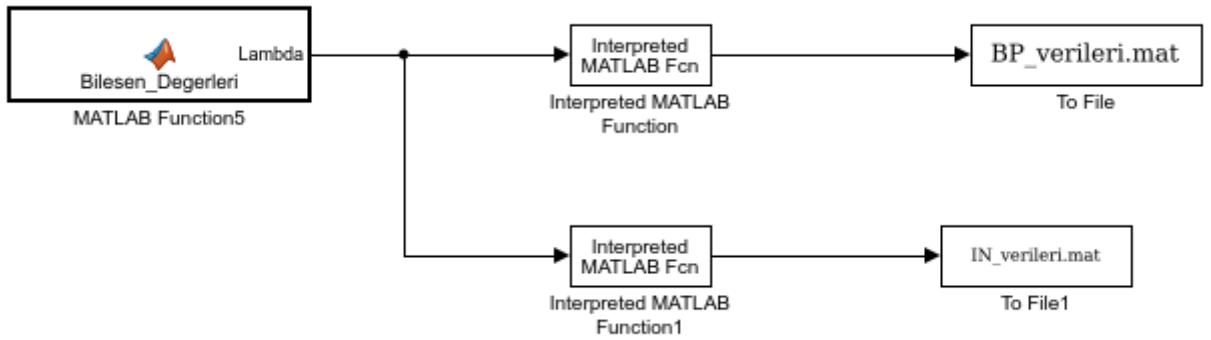 Lambda
Bilesen_Degerleri
MATLAB Function5
Interpreted
MATLAB Fcn
Interpreted MATLAB
Function
BP_verileri.mat
To File
Interpreted
MATLAB Fcn
Interpreted MATLAB
Function1
IN_verileri.mat
To File1